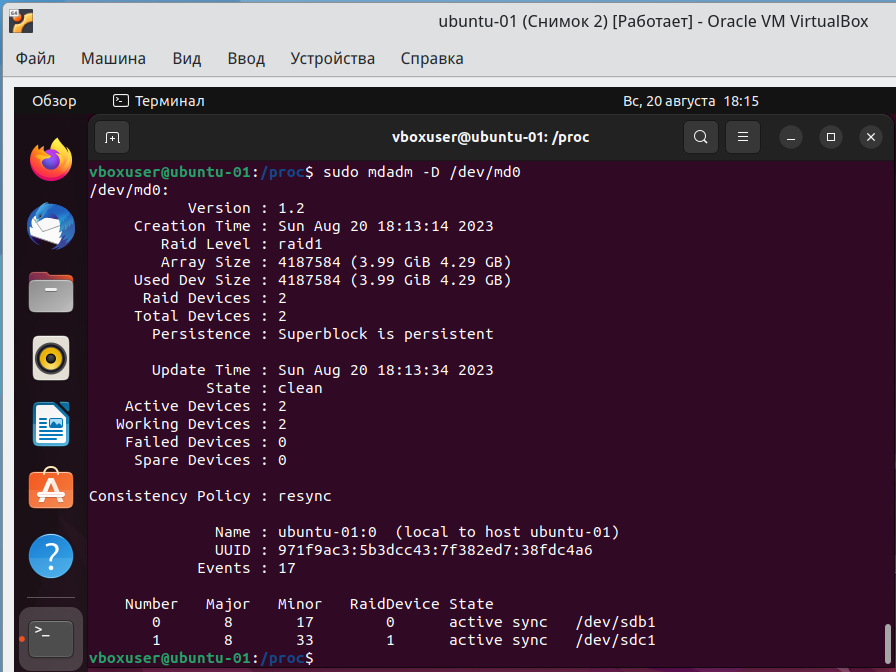 ubuntu-01 (Снимок 2) [Работает] - Oracle VM VirtualBox
Файл Машина Вид Ввод Устройства Справка
Обзор Терминал Вс, 20 августа 18:15
vboxuser@ubuntu-01: /proc
vboxuser@ubuntu-01:/proc$ sudo mdadm -D /dev/md0
/dev/md0:
Version : 1.2
Creation Time : Sun Aug 20 18:13:14 2023
Raid Level : raid1
Array Size : 4187584 (3.99 GiB 4.29 GB)
Used Dev Size : 4187584 (3.99 GiB 4.29 GB)
Raid Devices : 2
Total Devices : 2
Persistence : Superblock is persistent
Update Time : Sun Aug 20 18:13:34 2023
State : clean
Active Devices : 2
Working Devices : 2
Failed Devices : 0
Spare Devices : 0
Consistency Policy : resync
Name : ubuntu-01:0  (local to host ubuntu-01)
UUID : 971f9ac3:5b3dcc43:7f382ed7:38fdc4a6
Events : 17
Number Major Minor RaidDevice State
0 8 17 0 active sync /dev/sdb1
1 8 33 1 active sync /dev/sdc1
vboxuser@ubuntu-01:/proc$